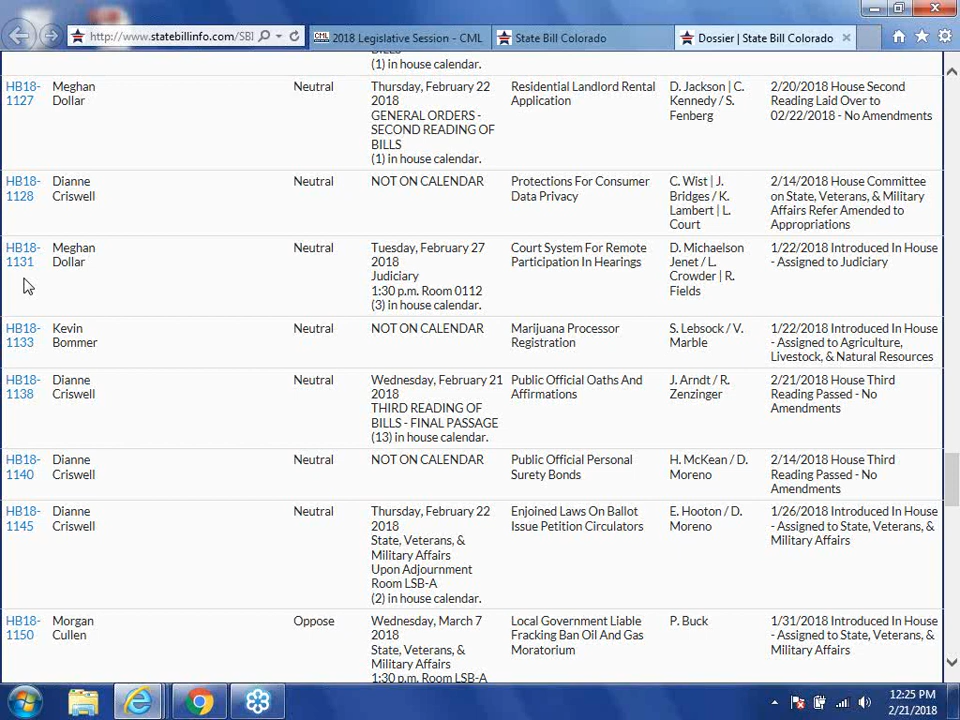 http://www.statebillinfo.com/SBI
2018 Legislative Session - CML
State Bill Colorado
Dossier | State Bill Colorado
BILLS
(1) in house calendar.
HB18-1127 Meghan Dollar Neutral Thursday, February 22 2018 GENERAL ORDERS - SECOND READING OF BILLS (1) in house calendar. Residential Landlord Rental Application D. Jackson | C. Kennedy / S. Fenberg 2/20/2018 House Second Reading Laid Over to 02/22/2018 - No Amendments
HB18-1128 Dianne Criswell Neutral NOT ON CALENDAR Protections For Consumer Data Privacy C. Wist | J. Bridges / K. Lambert | L. Court 2/14/2018 House Committee on State, Veterans, & Military Affairs Refer Amended to Appropriations
HB18-1131 Meghan Dollar Neutral Tuesday, February 27 2018 Judiciary 1:30 p.m. Room 0112 (3) in house calendar. Court System For Remote Participation In Hearings D. Michaelson Jenet / L. Crowder | R. Fields 1/22/2018 Introduced In House - Assigned to Judiciary
HB18-1133 Kevin Bommer Neutral NOT ON CALENDAR Marijuana Processor Registration S. Lebsock / V. Marble 1/22/2018 Introduced In House - Assigned to Agriculture, Livestock, & Natural Resources
HB18-1138 Dianne Criswell Neutral Wednesday, February 21 2018 THIRD READING OF BILLS - FINAL PASSAGE (13) in house calendar. Public Official Oaths And Affirmations J. Arndt / R. Zenzinger 2/21/2018 House Third Reading Passed - No Amendments
HB18-1140 Dianne Criswell Neutral NOT ON CALENDAR Public Official Personal Surety Bonds H. McKean / D. Moreno 2/14/2018 House Third Reading Passed - No Amendments
HB18-1145 Dianne Criswell Neutral Thursday, February 22 2018 State, Veterans, & Military Affairs Upon Adjournment Room LSB-A (2) in house calendar. Enjoined Laws On Ballot Issue Petition Circulators E. Hooton / D. Moreno 1/26/2018 Introduced In House - Assigned to State, Veterans, & Military Affairs
HB18-1150 Morgan Cullen Oppose Wednesday, March 7 2018 State, Veterans, & Military Affairs 1:30 p.m. Room LSB-A Local Government Liable Fracking Ban Oil And Gas Moratorium P. Buck 1/31/2018 Introduced In House - Assigned to State, Veterans, & Military Affairs
12:25 PM
2/21/2018